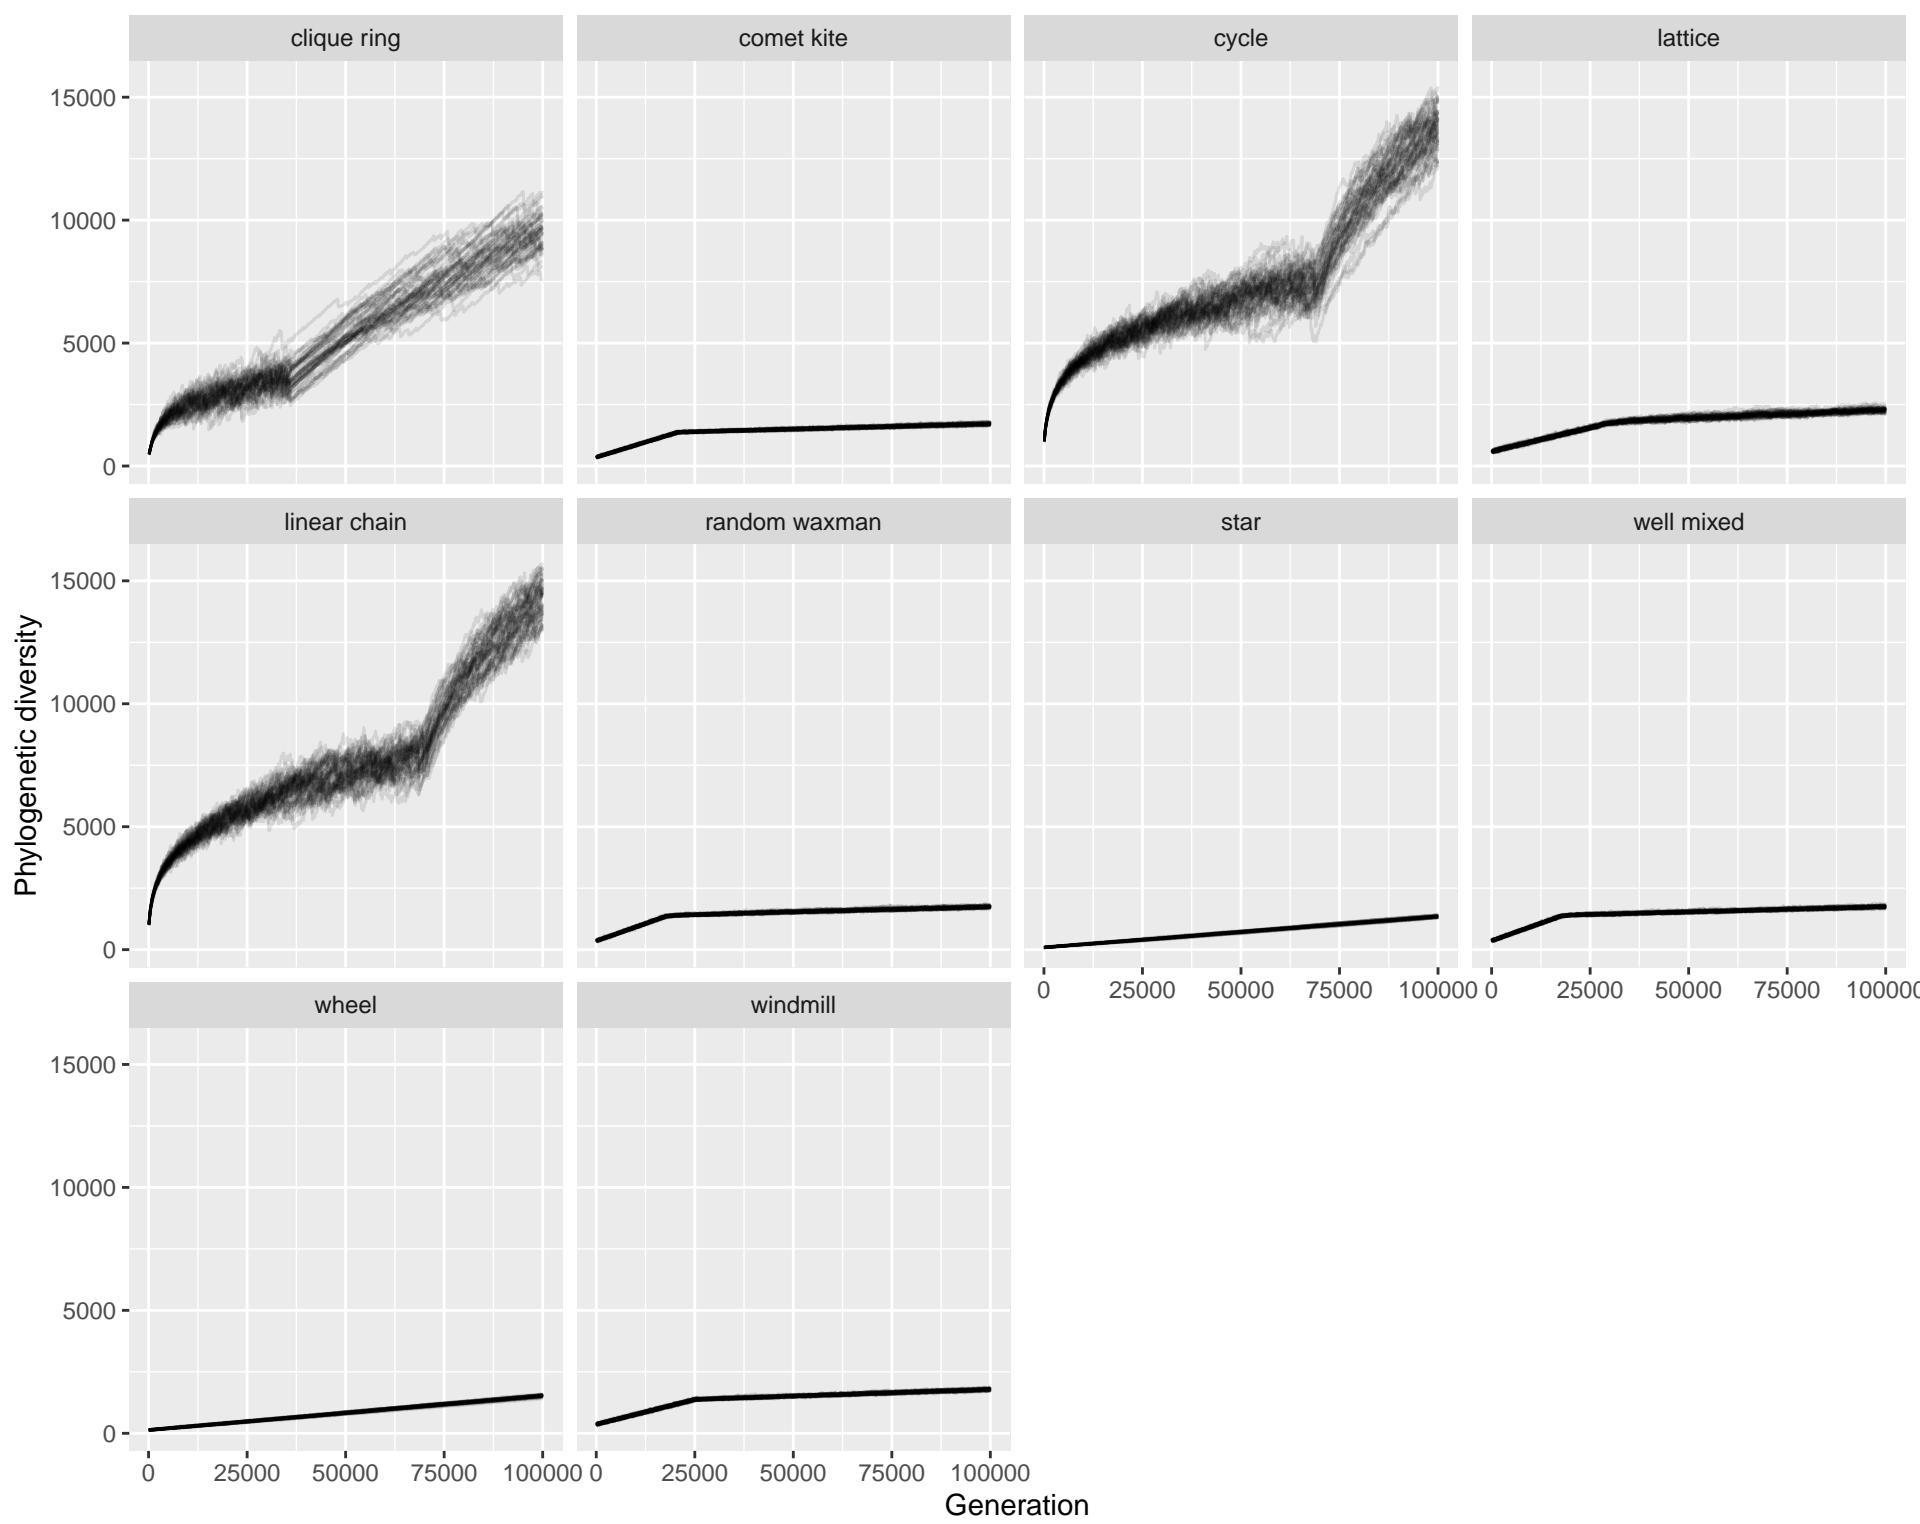 clique ring
comet kite
cycle
lattice
15000
10000
5000
0
linear chain
random waxman
star
well mixed
15000
10000
5000
0
0 25000 50000 75000 100000
0 25000 50000 75000 100000
wheel
windmill
15000
10000
5000
0
0 25000 50000 75000 100000
0 25000 50000 75000 100000
Generation
Phylogenetic diversity